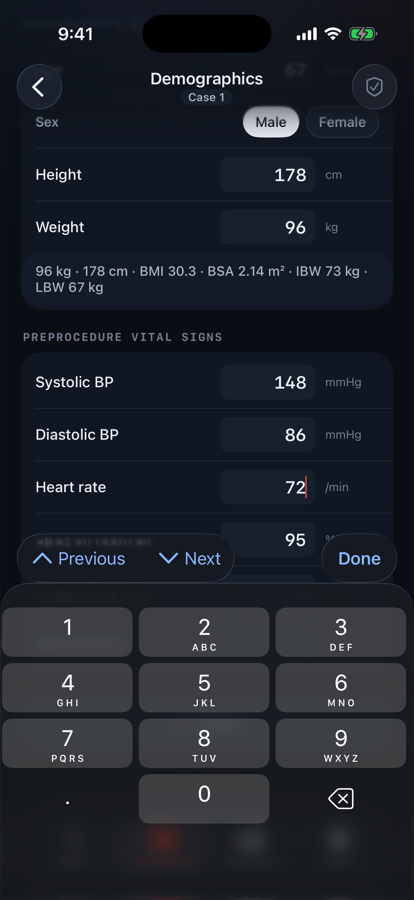 9:41
Demographics
Case 1
67
Sex Male Female
Height 178 cm
Weight 96 kg
96 kg · 178 cm · BMI 30.3 · BSA 2.14 m² · IBW 73 kg ·
LBW 67 kg
PREPROCEDURE VITAL SIGNS
Systolic BP 148 mmHg
Diastolic BP 86 mmHg
Heart rate 72 /min
95
Previous Next Done
1 2 ABC 3 DEF
4 GHI 5 JKL 6 MNO
7 PQRS 8 TUV 9 WXYZ
. 0